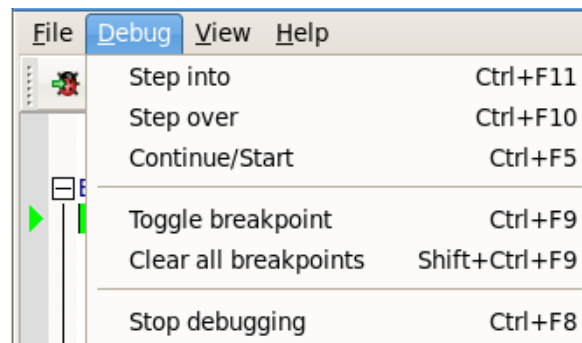 File Debug View Help
Step into Ctrl+F11
Step over Ctrl+F10
Continue/Start Ctrl+F5
Toggle breakpoint Ctrl+F9
Clear all breakpoints Shift+Ctrl+F9
Stop debugging Ctrl+F8